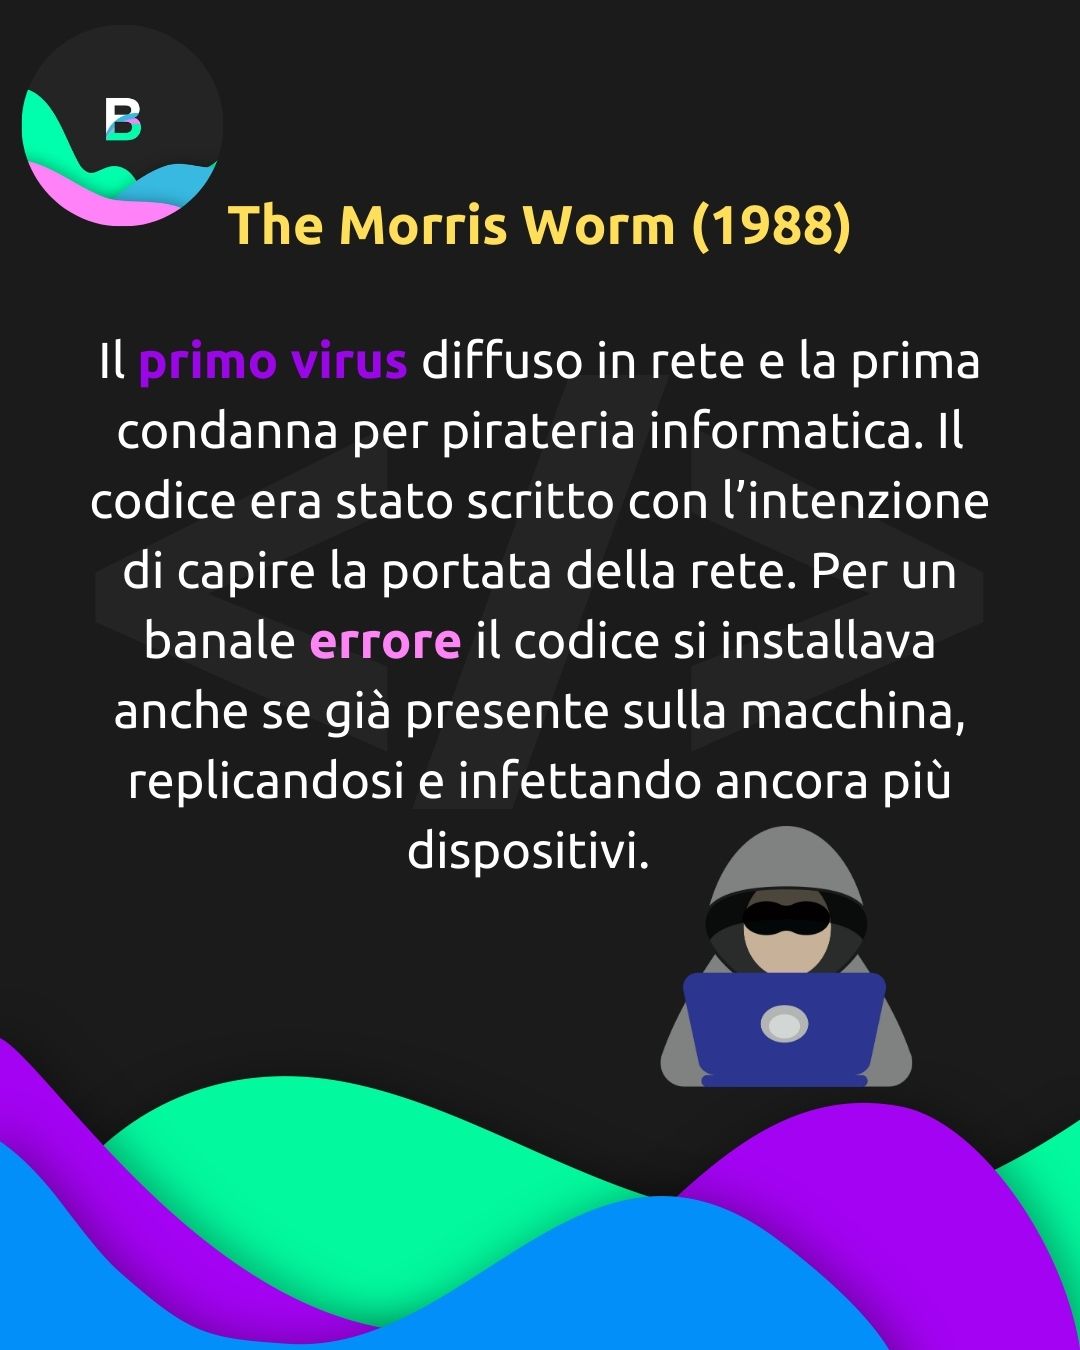 B
The Morris Worm (1988)
Il primo virus diffuso in rete e la prima
condanna per pirateria informatica. Il
codice era stato scritto con l'intenzione
di capire la portata della rete. Per un
banale errore il codice si installava
anche se già presente sulla macchina,
replicandosi e infettando ancora più
dispositivi.